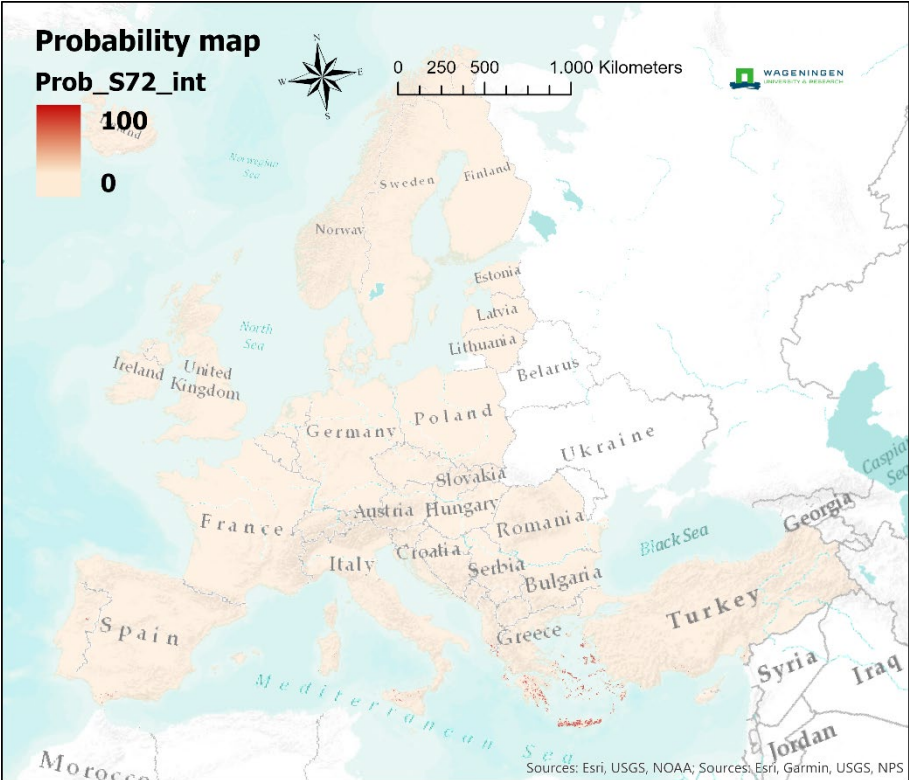 Probability map
Prob_S72_int
100
0
N
W
E
S
0 250 500 1.000 Kilometers
WAGENINGEN
UNIVERSITY & RESEARCH
Norwegian
Sea
Sweden
Finland
Norway
Estonia
Latvia
Lithuania
North
Sea
Belarus
Ireland
United
Kingdom
Poland
Germany
Ukraine
Slovakia
Caspian
Sea
Austria
Hungary
France
Romania
Georgia
Black Sea
Croatia
Italy
Serbia
Bulgaria
Turkey
Spain
Greece
Syria
Iraq
Mediterranean Sea
Jordan
Morocco
Sources: Esri, USGS, NOAA; Sources: Esri, Garmin, USGS, NPS